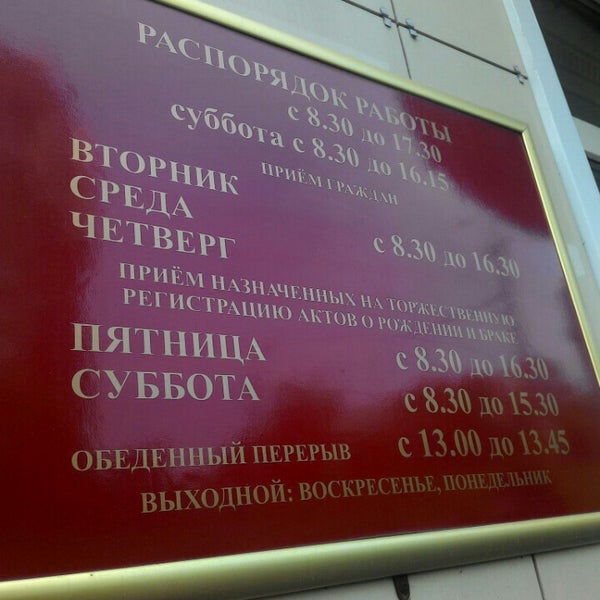 РАСПОРЯДОК РАБОТЫ
с 8.30 до 17.30
суббота с 8.30 до 16.15
ПРИЁМ ГРАЖДАН
ВТОРНИК
СРЕДА
ЧЕТВЕРГ с 8.30 до 16.30
ПРИЁМ НАЗНАЧЕННЫХ НА ТОРЖЕСТВЕННУЮ
РЕГИСТРАЦИЮ АКТОВ О РОЖДЕНИИ И БРАКЕ
ПЯТНИЦА с 8.30 до 16.30
СУББОТА с 8.30 до 15.30
ОБЕДЕННЫЙ ПЕРЕРЫВ с 13.00 до 13.45
ВЫХОДНОЙ: ВОСКРЕСЕНЬЕ, ПОНЕДЕЛЬНИК